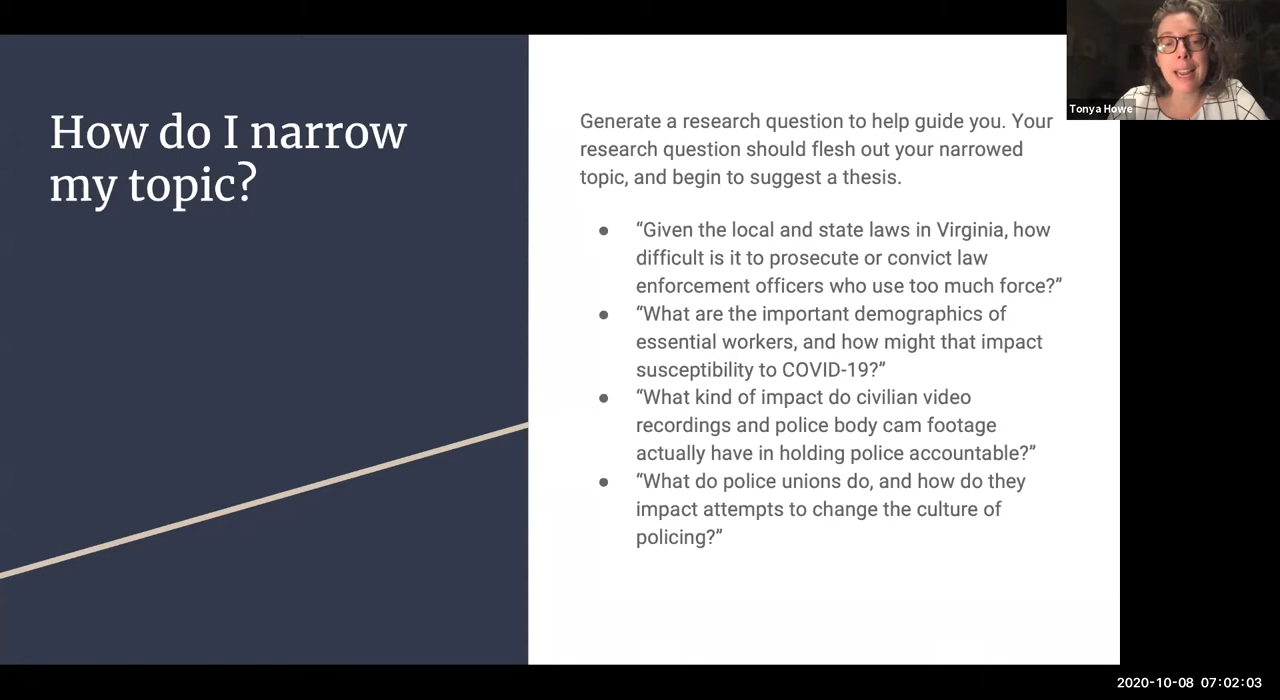 How do I narrow
my topic?
Generate a research question to help guide you. Your
research question should flesh out your narrowed
topic, and begin to suggest a thesis.
● “Given the local and state laws in Virginia, how
difficult is it to prosecute or convict law
enforcement officers who use too much force?”
● “What are the important demographics of
essential workers, and how might that impact
susceptibility to COVID-19?”
● “What kind of impact do civilian video
recordings and police body cam footage
actually have in holding police accountable?”
● “What do police unions do, and how do they
impact attempts to change the culture of
policing?”
Tonya Howe
2020-10-08 07:02:03